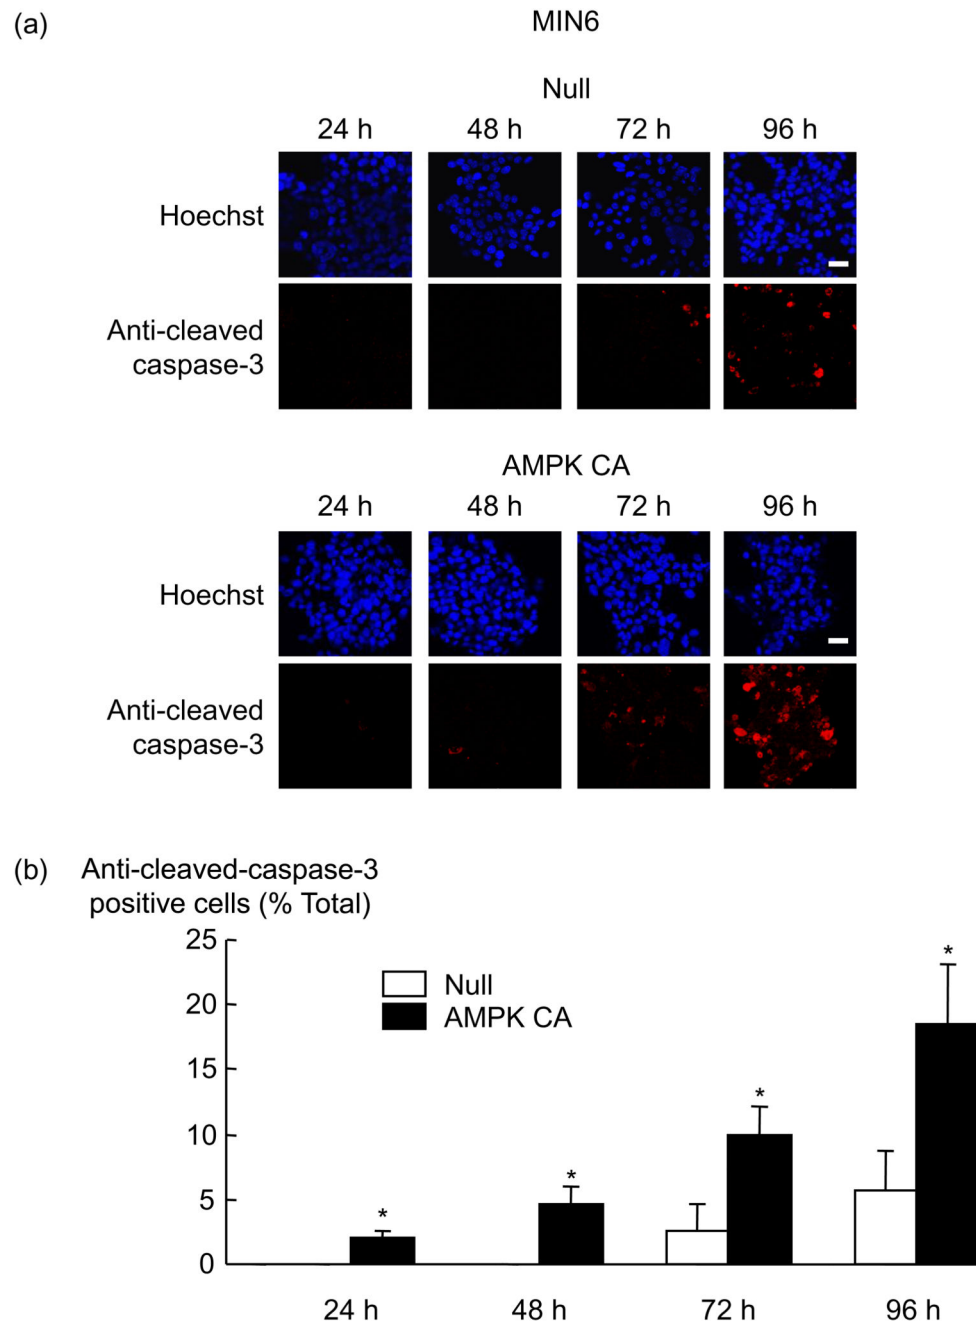 (a)
MIN6
Null
24 h 48 h 72 h 96 h
Hoechst
Anti-cleaved
caspase-3
AMPK CA
24 h 48 h 72 h 96 h
Hoechst
Anti-cleaved
caspase-3
(b) Anti-cleaved-caspase-3
positive cells (% Total)
25
20
15
10
5
0
Null
AMPK CA
* * * *
24 h 48 h 72 h 96 h